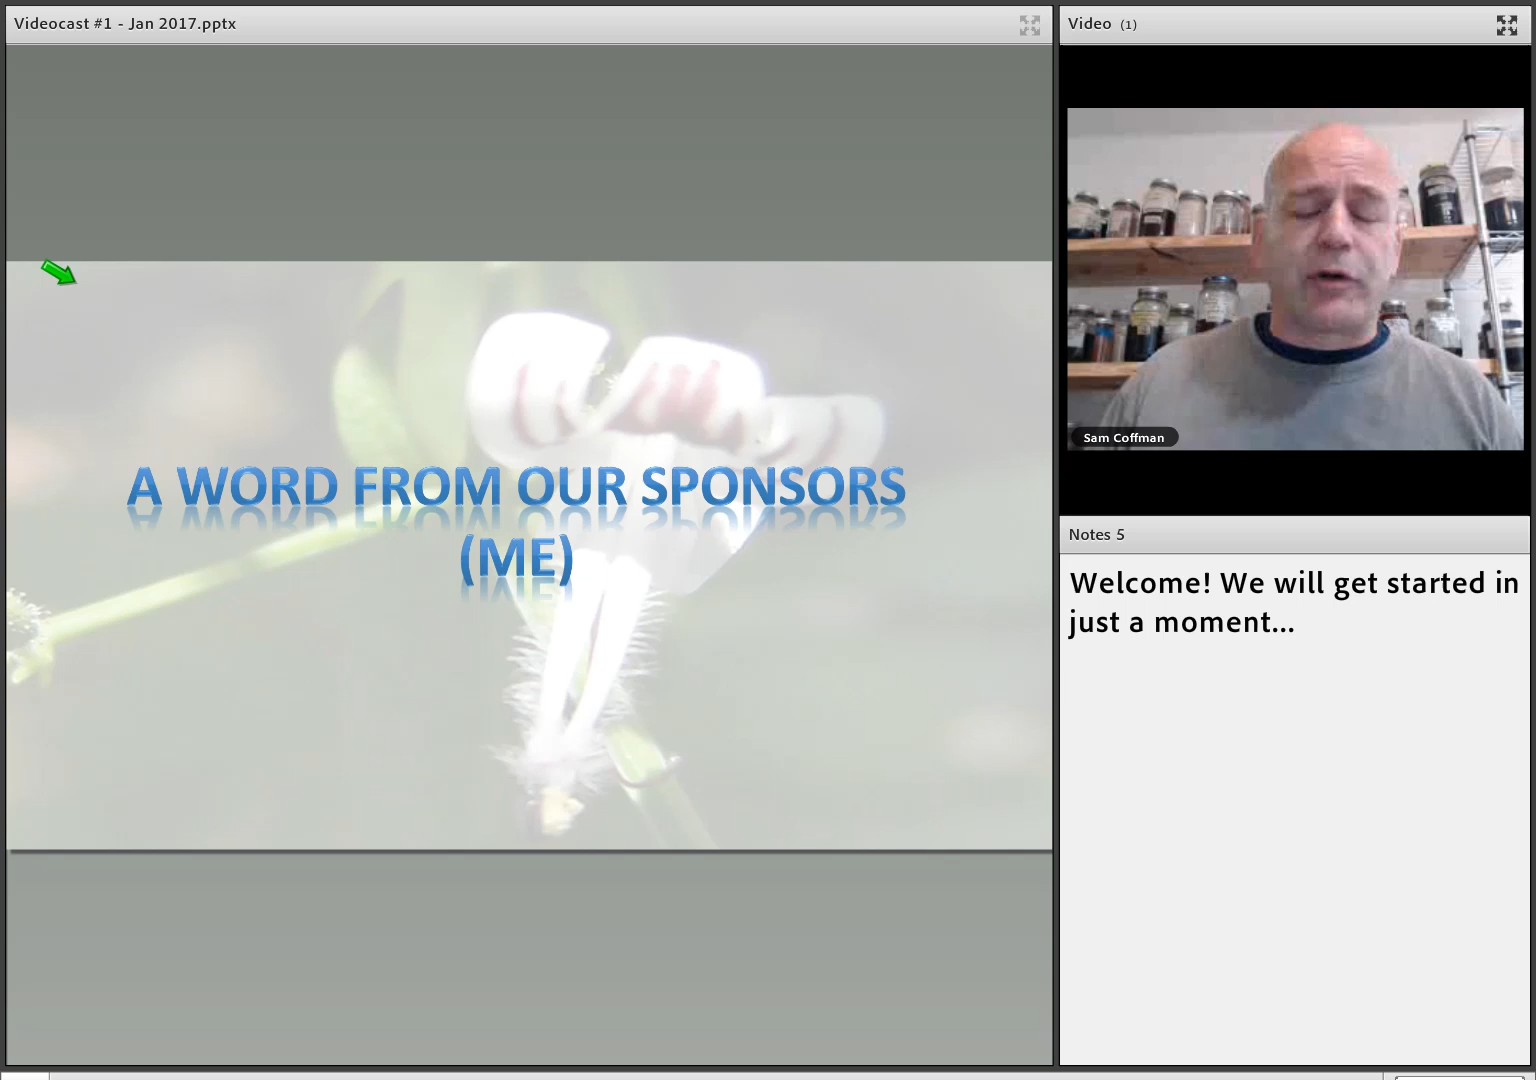 Videocast #1 - Jan 2017.pptx
Video (1)
A WORD FROM OUR SPONSORS
(ME)
Sam Coffman
Notes 5
Welcome! We will get started in
just a moment...